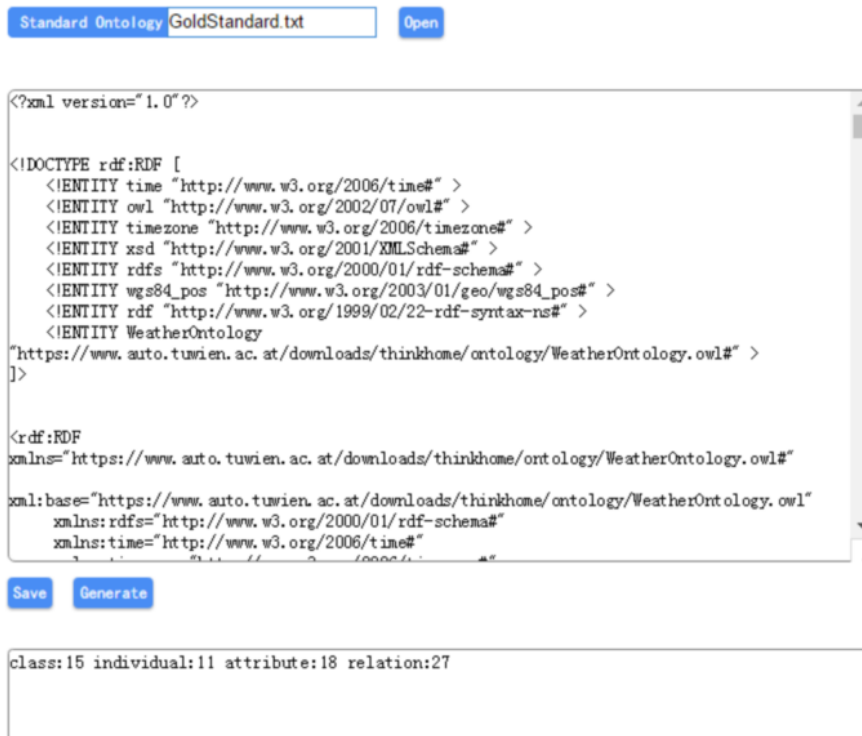 Standard Ontology GoldStandard.txt Open
<?xml version="1.0"?>
<!DOCTYPE rdf:RDF [
<!ENTITY time "http://www.w3.org/2006/time#" >
<!ENTITY owl "http://www.w3.org/2002/07/owl#" >
<!ENTITY timezone "http://www.w3.org/2006/timezone#" >
<!ENTITY xsd "http://www.w3.org/2001/XMLSchema#" >
<!ENTITY rdfs "http://www.w3.org/2000/01/rdf-schema#" >
<!ENTITY wgs84_pos "http://www.w3.org/2003/01/geo/wgs84_pos#" >
<!ENTITY rdf "http://www.w3.org/1999/02/22-rdf-syntax-ns#" >
<!ENTITY WeatherOntology
"https://www.auto.tuwien.ac.at/downloads/thinkhome/ontology/WeatherOntology.owl#" >
]>
<rdf:RDF
xmlns="https://www.auto.tuwien.ac.at/downloads/thinkhome/ontology/WeatherOntology.owl#"
xml:base="https://www.auto.tuwien.ac.at/downloads/thinkhome/ontology/WeatherOntology.owl"
xmlns:rdfs="http://www.w3.org/2000/01/rdf-schema#"
xmlns:time="http://www.w3.org/2006/time#"
Save Generate
class:15 individual:11 attribute:18 relation:27